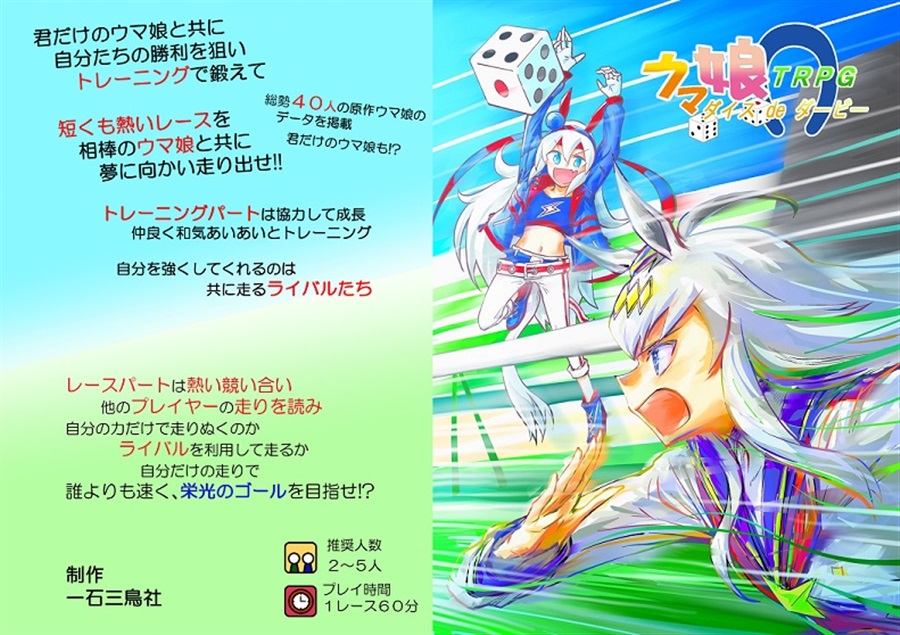 君だけのウマ娘と共に
自分たちの勝利を狙い
トレーニングで鍛えて
総勢４０人の原作ウマ娘の
データを掲載
君だけのウマ娘も!?
短くも熱いレースを
相棒のウマ娘と共に
夢に向かい走り出せ!!
トレーニングパートは協力して成長
仲良く和気あいあいとトレーニング
自分を強くしてくれるのは
共に走るライバルたち
レースパートは熱い競い合い
他のプレイヤーの走りを読み
自分の力だけで走りぬくのか
ライバルを利用して走るか
自分だけの走りで
誰よりも速く、栄光のゴールを目指せ!?
推奨人数
２～５人
プレイ時間
１レース６０分
制作
一石三鳥社
ウマ娘TRPG
ダイス de ダービー